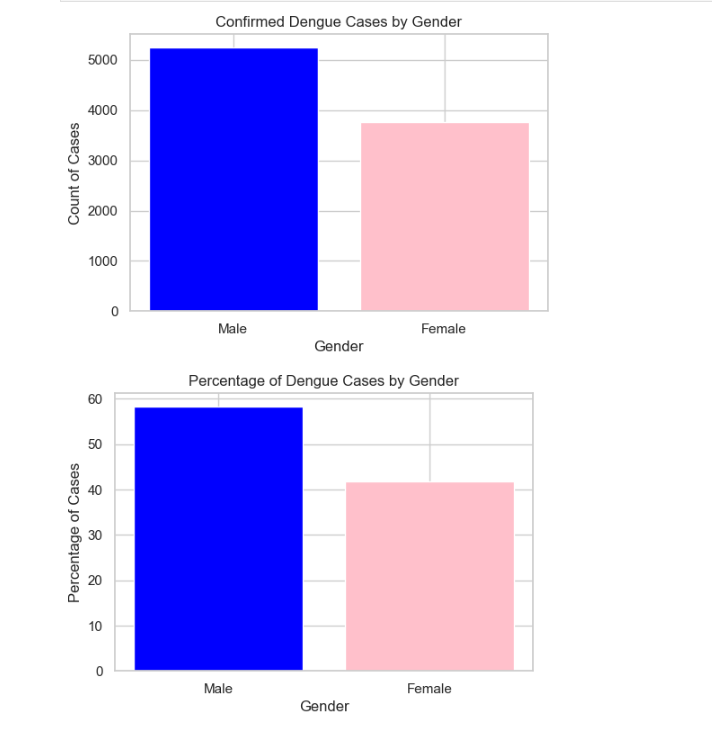 Confirmed Dengue Cases by Gender
5000
4000
3000
2000
1000
0
Count of Cases
Male Female
Gender
Percentage of Dengue Cases by Gender
60
50
40
30
20
10
0
Percentage of Cases
Male Female
Gender